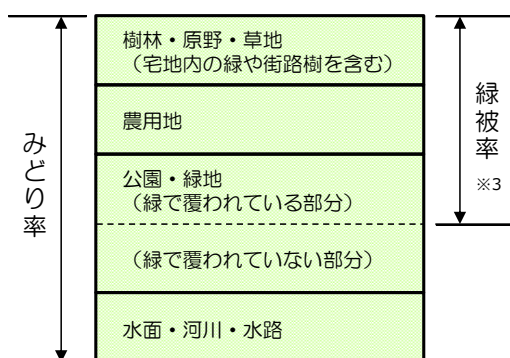 みどり率
樹林・原野・草地
（宅地内の緑や街路樹を含む）
農用地
公園・緑地
（緑で覆われている部分）
（緑で覆われていない部分）
水面・河川・水路
緑被率
※3